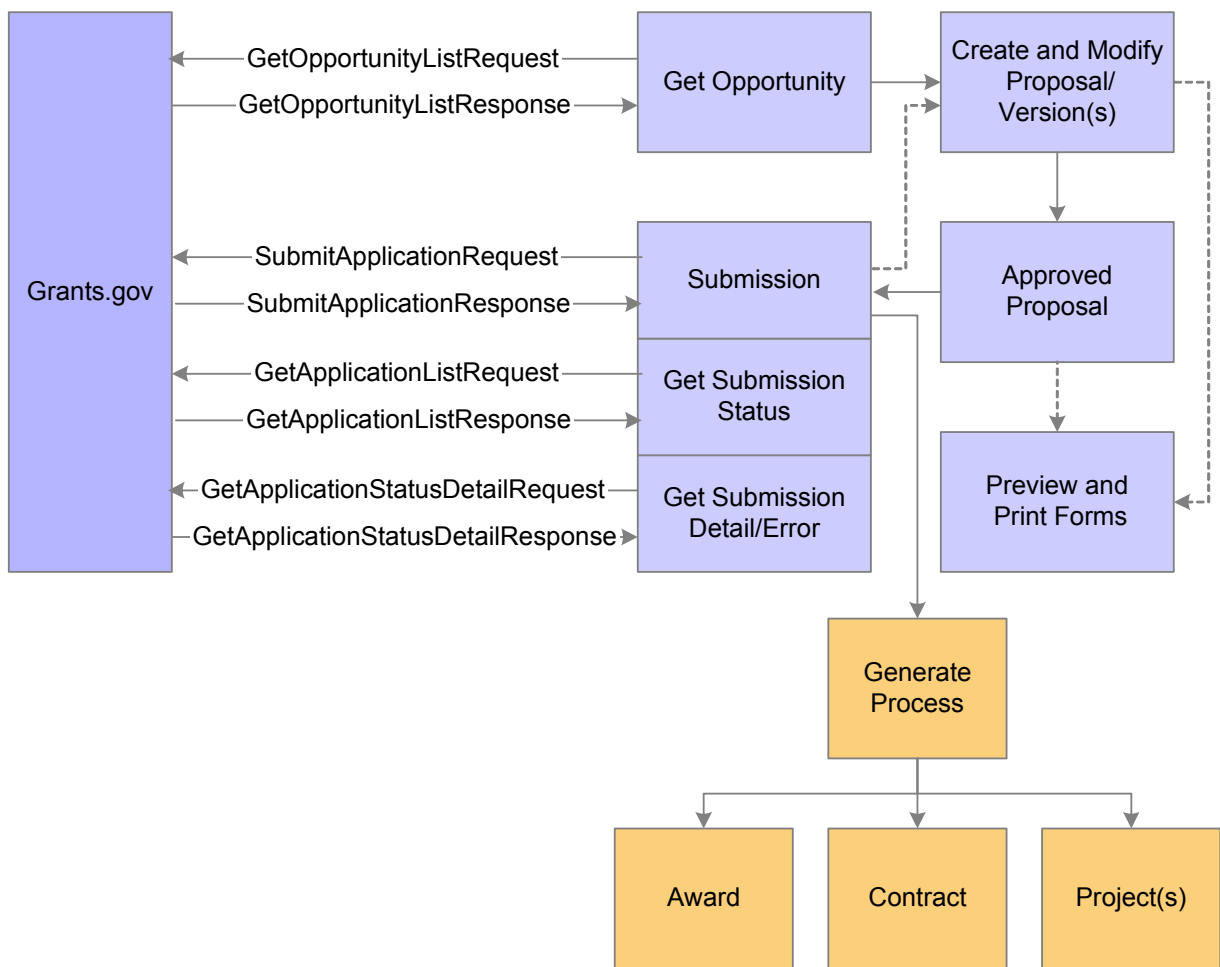 Grants.gov
GetOpportunityListRequest
GetOpportunityListResponse
Get Opportunity
Create and Modify
Proposal/
Version(s)
SubmitApplicationRequest
SubmitApplicationResponse
Submission
Approved
Proposal
GetApplicationListRequest
GetApplicationListResponse
Get Submission
Status
GetApplicationStatusDetailRequest
GetApplicationStatusDetailResponse
Get Submission
Detail/Error
Preview and
Print Forms
Generate
Process
Award
Contract
Project(s)